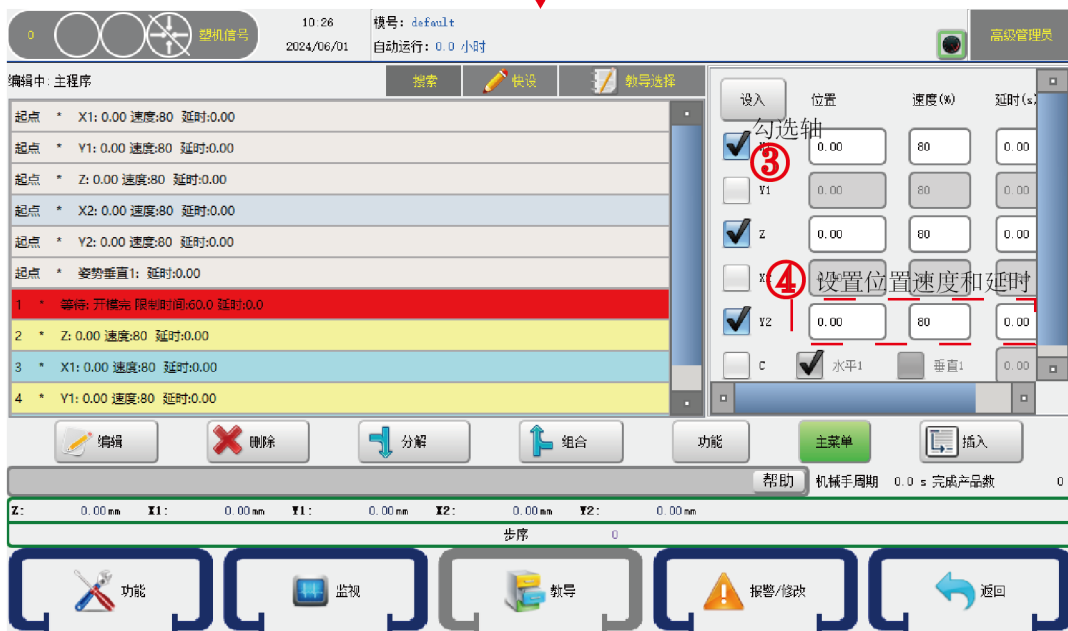 0 塑机信号 10:26 模号: default 高级管理员
2024/06/01 自动运行: 0.0 小时
编辑中: 主程序 搜索 快设 教导选择
设入 位置 速度(%) 延时(s)
勾选轴
③
起点 * X1: 0.00 速度:80 延时:0.00
起点 * Y1: 0.00 速度:80 延时:0.00
起点 * Z: 0.00 速度:80 延时:0.00
起点 * X2: 0.00 速度:80 延时:0.00
起点 * Y2: 0.00 速度:80 延时:0.00
起点 * 姿势垂直1: 延时:0.00
1 * 等待: 开模完 限制时间:60.0 延时:0.0
2 * Z: 0.00 速度:80 延时:0.00
3 * X1: 0.00 速度:80 延时:0.00
4 * Y1: 0.00 速度:80 延时:0.00
0.00 80 0.00
Y1 0.00 80 0.00
Z 0.00 80 0.00
④ 设置位置速度和延时
Y2 0.00 80 0.00
C 水平1 垂直1 0.00
编辑 删除 分解 组合 功能 主菜单 插入
帮助 机械手周期 0.0 s 完成产品数 0
Z: 0.00mm X1: 0.00mm Y1: 0.00mm X2: 0.00mm Y2: 0.00mm
步序 0
功能 监视 教导 报警/修改 返回